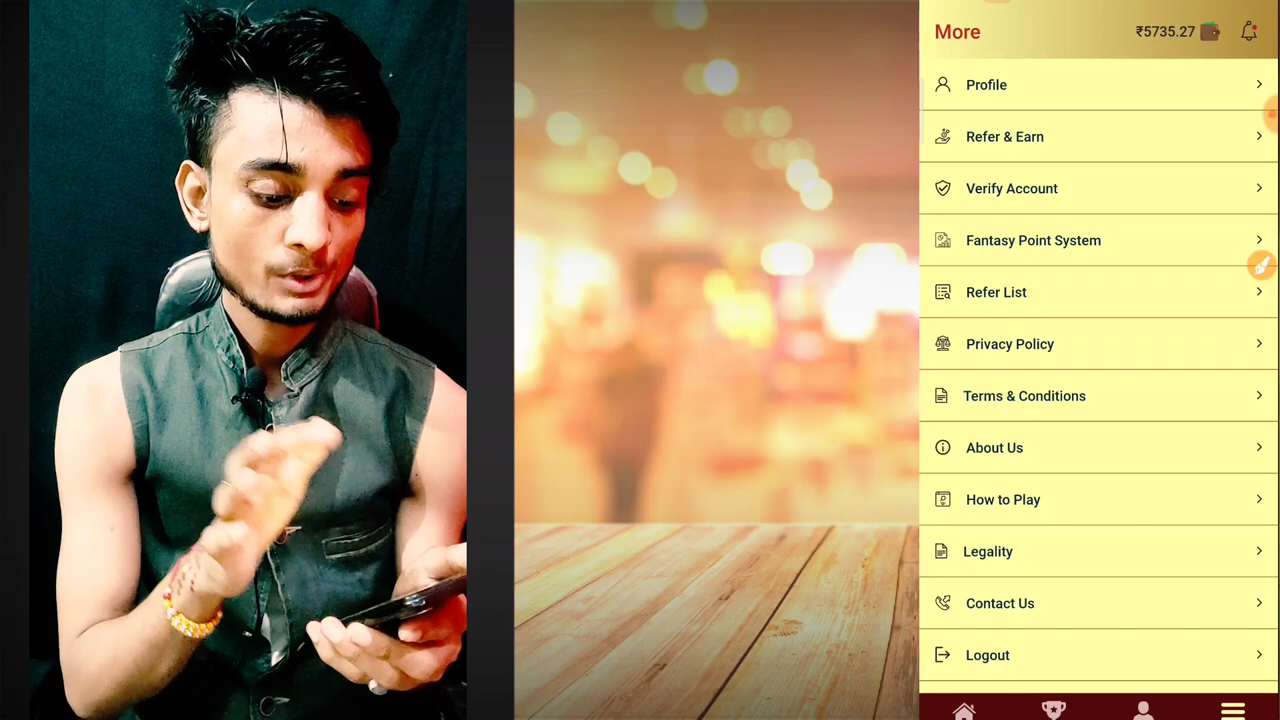 More ₹5735.27
Profile
Refer & Earn
Verify Account
Fantasy Point System
Refer List
Privacy Policy
Terms & Conditions
About Us
How to Play
Legality
Contact Us
Logout